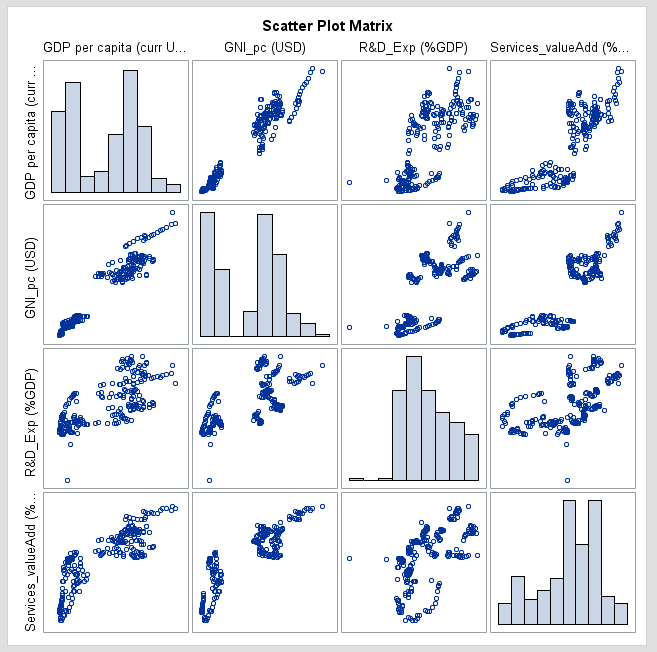 Scatter Plot Matrix
GDP per capita (curr U...
GNI_pc (USD)
R&D_Exp (%GDP)
Services_valueAdd (%...
GDP per capita (curr ...
GNI_pc (USD)
R&D_Exp (%GDP)
Services_valueAdd (%...